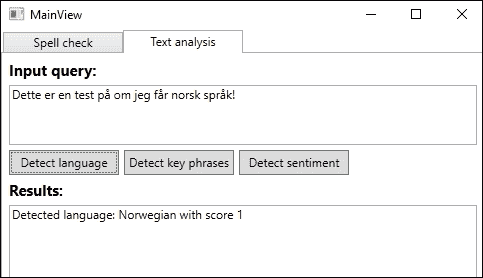 MainView
Spell check Text analysis
Input query:
Dette er en test på om jeg får norsk språk!
Detect language Detect key phrases Detect sentiment
Results:
Detected language: Norwegian with score 1